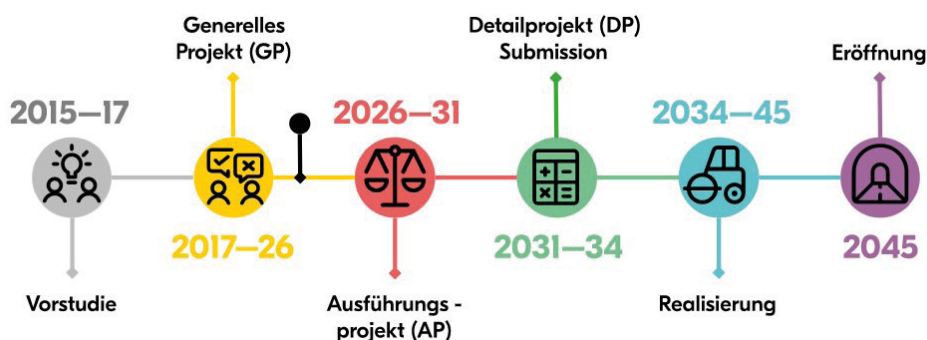 Generelles
Projekt (GP)
Detailprojekt (DP)
Submission
Eröffnung
2015–17
2026–31
2034–45
2017–26
2031–34
2045
Vorstudie
Ausführungs -
projekt (AP)
Realisierung